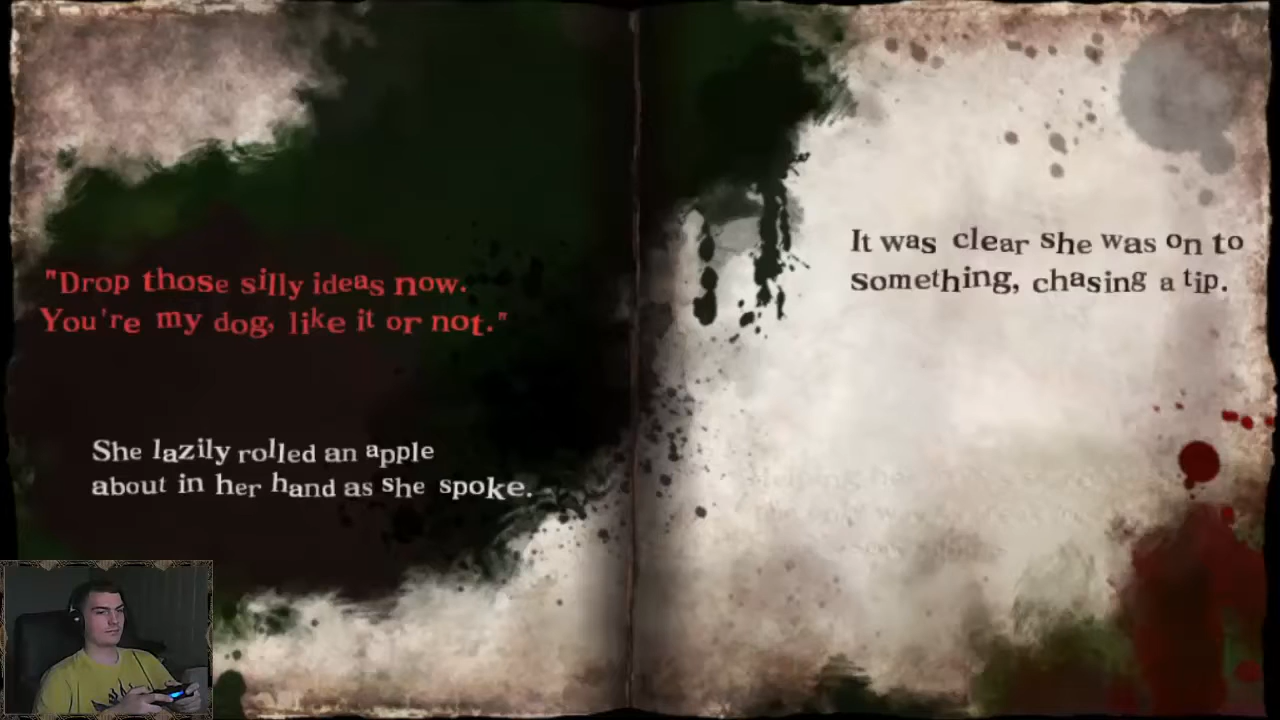 "Drop those silly ideas now.
You're my dog, like it or not."
She lazily rolled an apple
about in her hand as she spoke.
It was clear she was on to
something, chasing a tip.